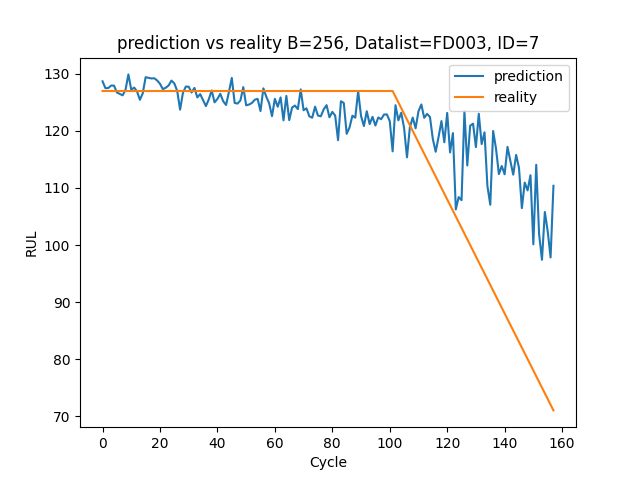 prediction vs reality B=256, Datalist=FD003, ID=7
prediction
reality
RUL
130
120
110
100
90
80
70
0 20 40 60 80 100 120 140 160
Cycle